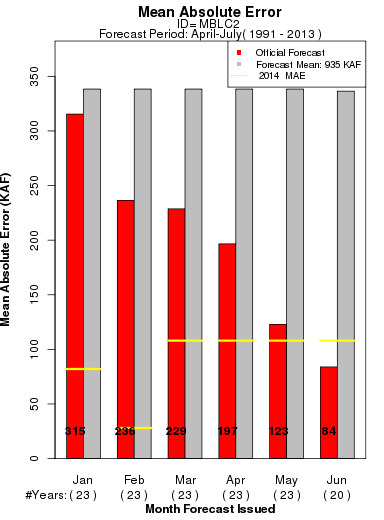 Mean Absolute Error
ID= MBLC2
Forecast Period: April-July( 1991 - 2013 )
Official Forecast
Forecast Mean: 935 KAF
2014 MAE
Mean Absolute Error (KAF)
350
300
250
200
150
100
50
0
315 236 229 197 123 84
Jan Feb Mar Apr May Jun
#Years: ( 23 ) ( 23 ) ( 23 ) ( 23 ) ( 23 ) ( 20 )
Month Forecast Issued